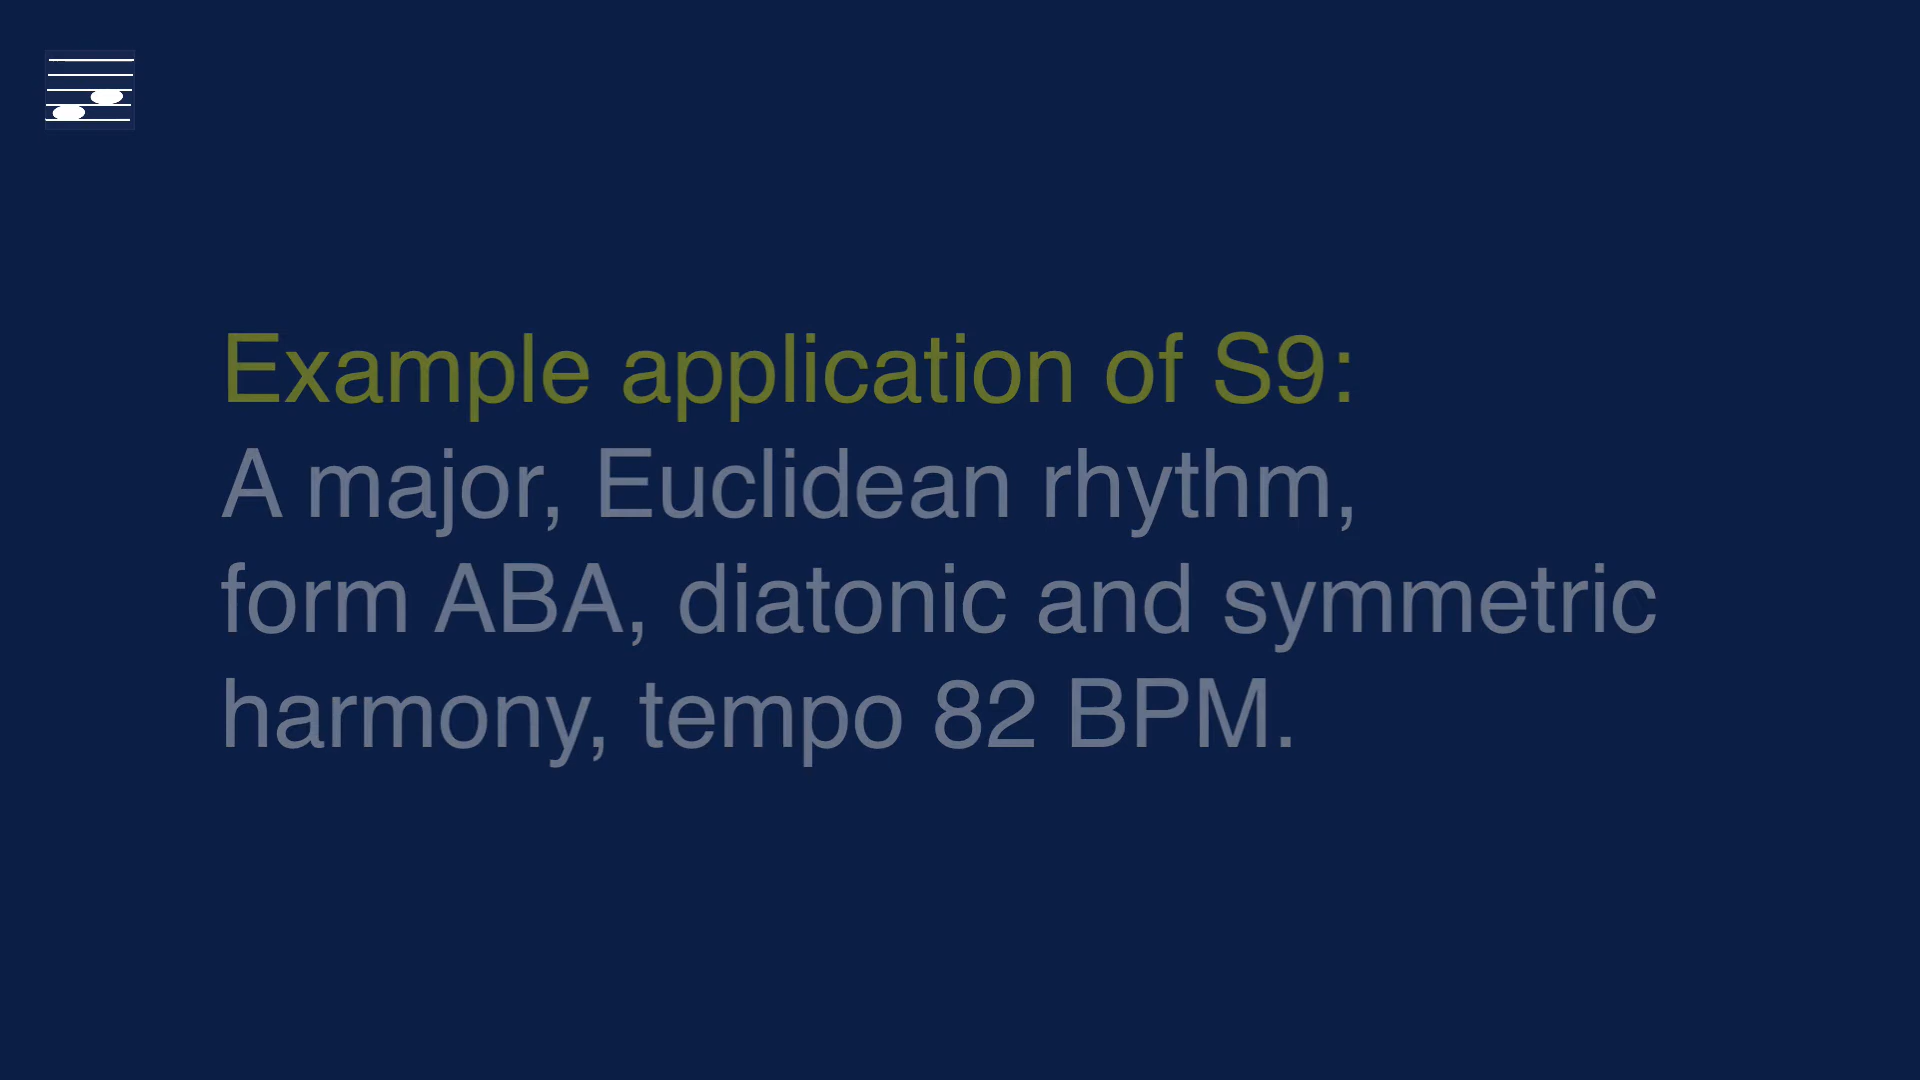 Example application of S9:
A major, Euclidean rhythm,
form ABA, diatonic and symmetric
harmony, tempo 82 BPM.